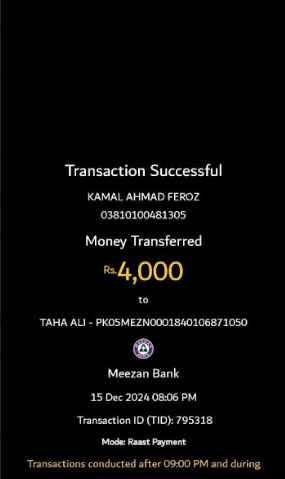 Transaction Successful
KAMAL AHMAD FEROZ
03810100481305
Money Transferred
Rs.4,000
to
TAHA ALI - PK05MEZN0001840106871050
Meezan Bank
15 Dec 2024 08:06 PM
Transaction ID (TID): 795318
Mode: Raast Payment
Transactions conducted after 09:00 PM and during